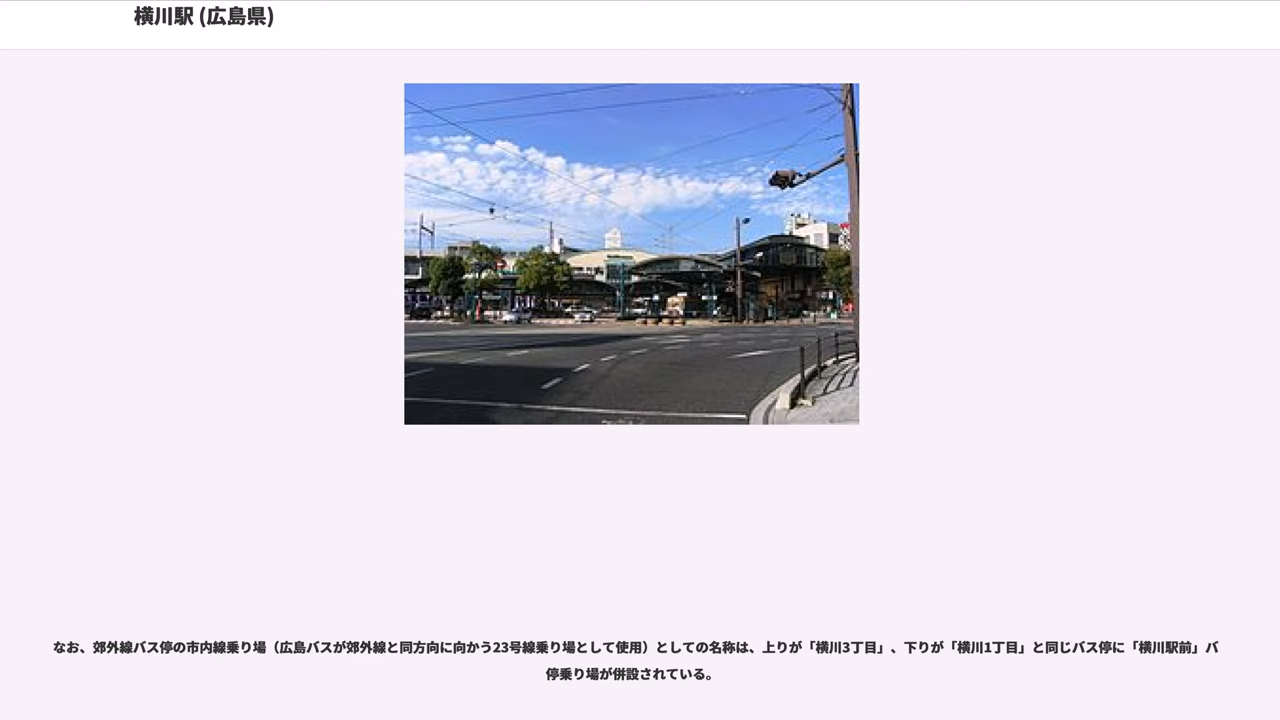 横川駅 (広島県)
なお、郊外線バス停の市内線乗り場（広島バスが郊外線と同方向に向かう23号線乗り場として使用）としての名称は、上りが「横川3丁目」、下りが「横川1丁目」と同じバス停に「横川駅前」バ
停乗り場が併設されている。